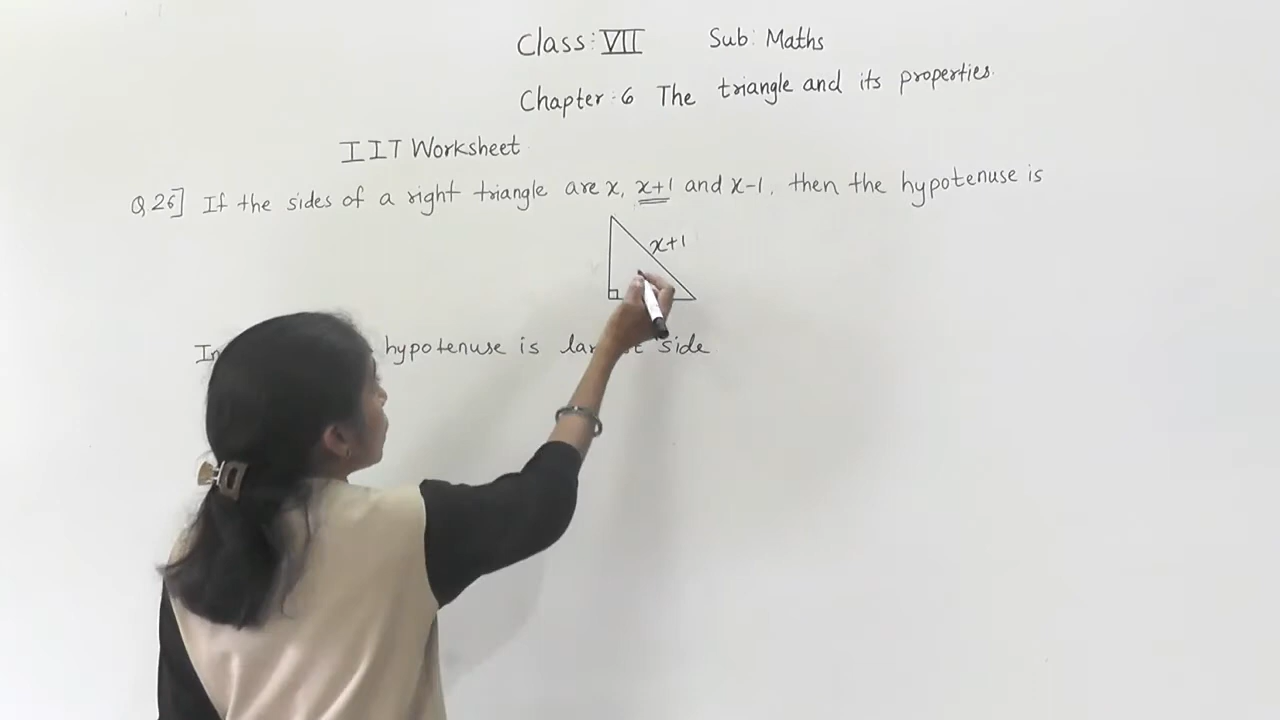 Class: VII Sub: Maths
Chapter: 6 The triangle and its properties.
IIT Worksheet
Q 26] If the sides of a right triangle are x, x+1 and x-1, then the hypotenuse is
x+1
hypotenuse is side